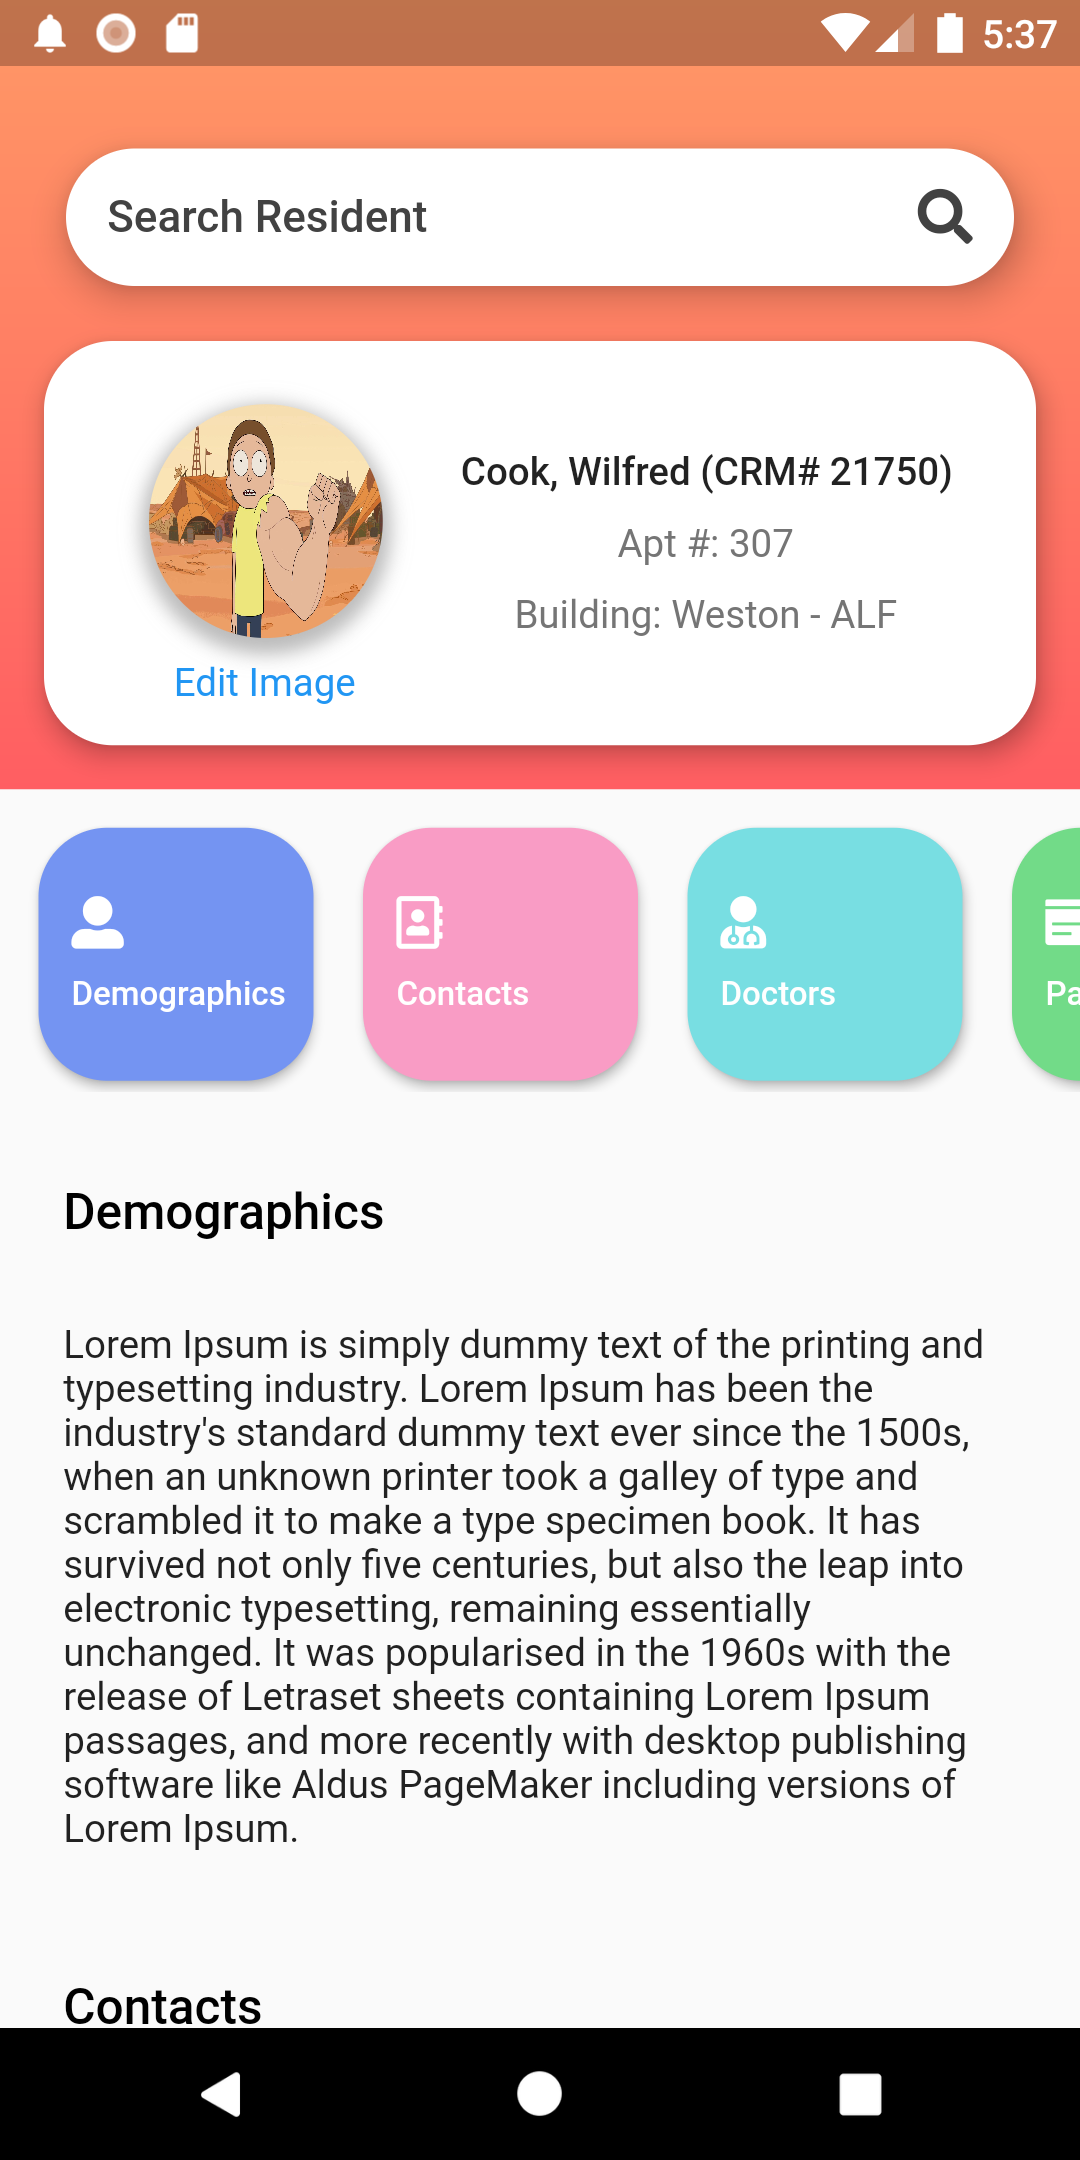 5:37
Search Resident
Cook, Wilfred (CRM# 21750)
Apt #: 307
Building: Weston - ALF
Edit Image
Demographics
Contacts
Doctors
Pa
Demographics
Lorem Ipsum is simply dummy text of the printing and
typesetting industry. Lorem Ipsum has been the
industry's standard dummy text ever since the 1500s,
when an unknown printer took a galley of type and
scrambled it to make a type specimen book. It has
survived not only five centuries, but also the leap into
electronic typesetting, remaining essentially
unchanged. It was popularised in the 1960s with the
release of Letraset sheets containing Lorem Ipsum
passages, and more recently with desktop publishing
software like Aldus PageMaker including versions of
Lorem Ipsum.
Contacts